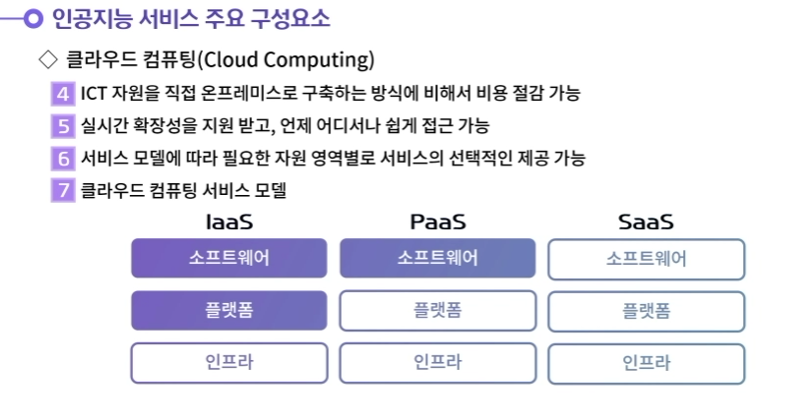 인공지능 서비스 주요 구성요소
◇ 클라우드 컴퓨팅(Cloud Computing)
4 ICT 자원을 직접 온프레미스로 구축하는 방식에 비해서 비용 절감 가능
5 실시간 확장성을 지원 받고, 언제 어디서나 쉽게 접근 가능
6 서비스 모델에 따라 필요한 자원 영역별로 서비스의 선택적인 제공 가능
7 클라우드 컴퓨팅 서비스 모델
IaaS PaaS SaaS
소프트웨어 소프트웨어 소프트웨어
플랫폼 플랫폼 플랫폼
인프라 인프라 인프라